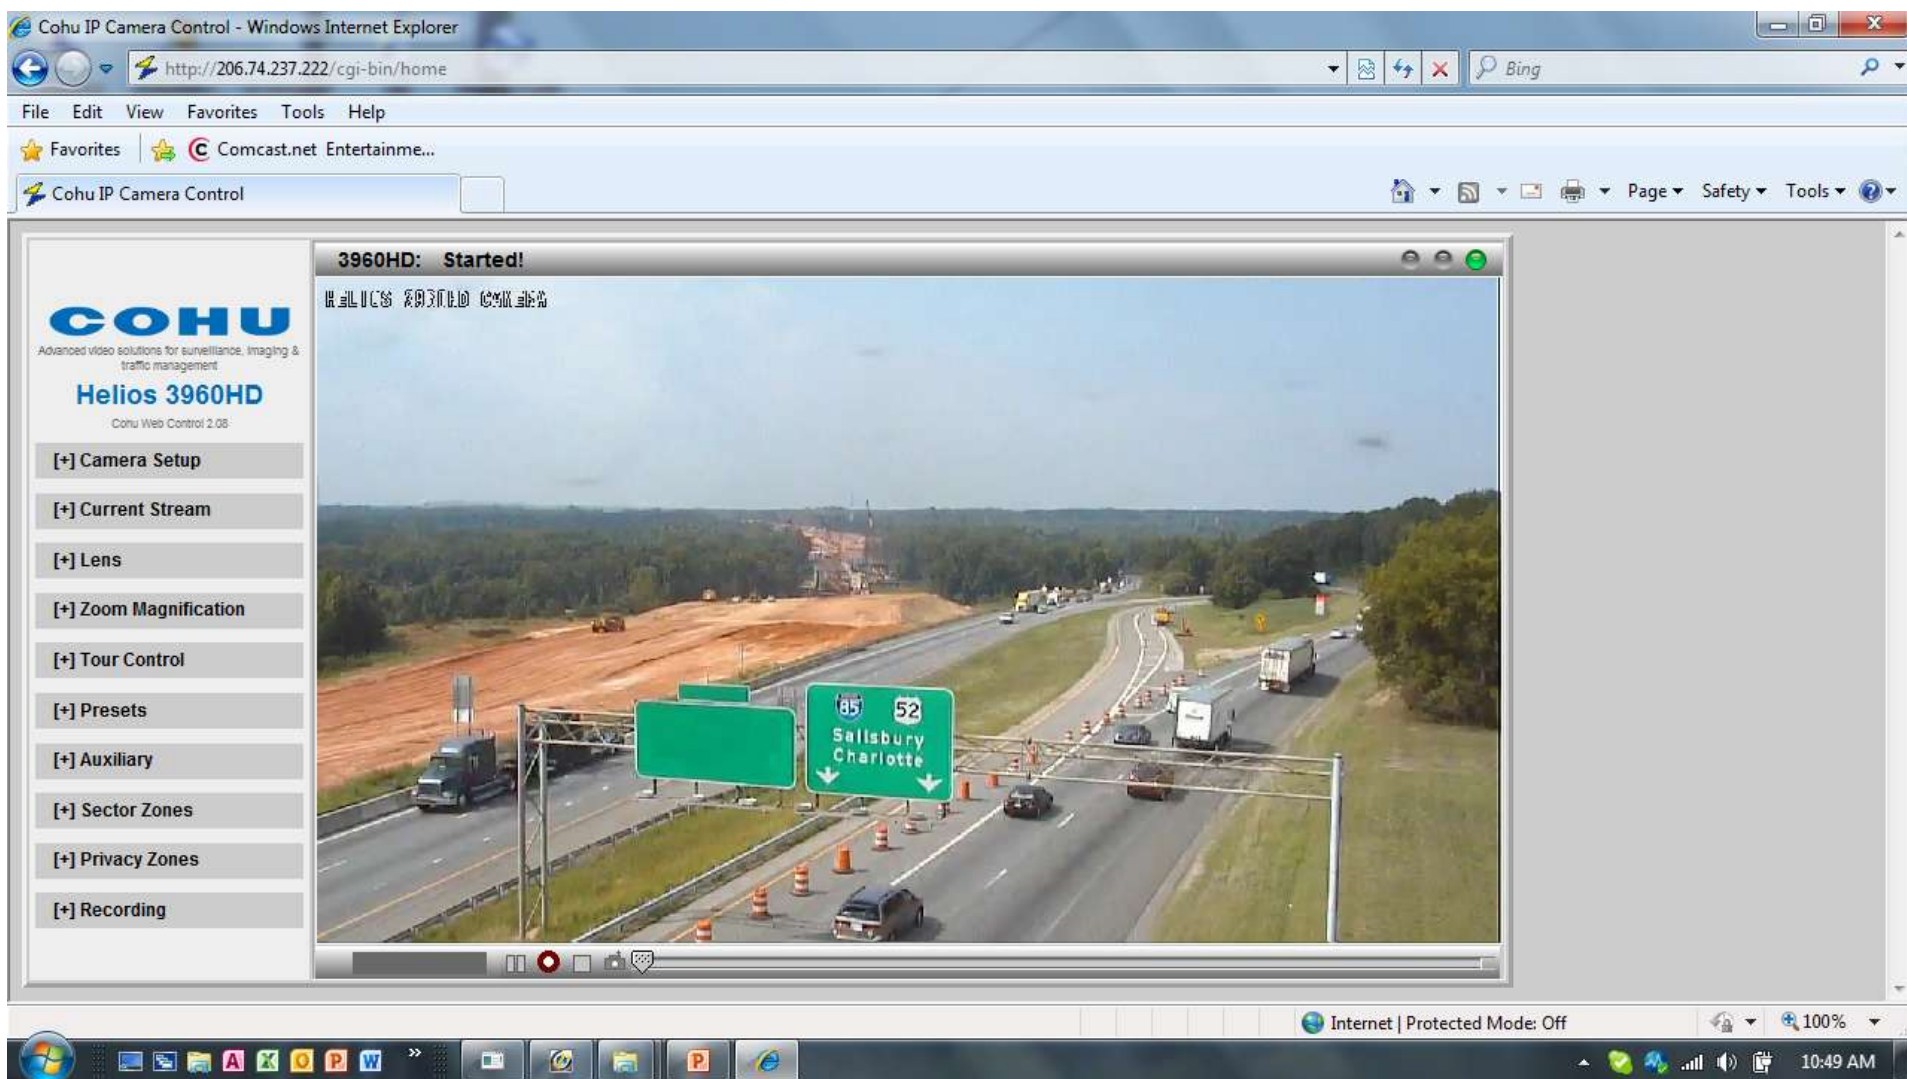 Cohu IP Camera Control - Windows Internet Explorer
http://206.74.237.222/cgi-bin/home
Bing
File Edit View Favorites Tools Help
Favorites Comcast.net Entertainme...
Cohu IP Camera Control
Page Safety Tools
3960HD: Started!
COHU
Advanced video solutions for surveillance, imaging &
traffic management
Helios 3960HD
Cohu Web Control 2.08
[+] Camera Setup
[+] Current Stream
[+] Lens
[+] Zoom Magnification
[+] Tour Control
[+] Presets
[+] Auxiliary
[+] Sector Zones
[+] Privacy Zones
[+] Recording
85 52
Salisbury
Charlotte
Internet | Protected Mode: Off
100%
10:49 AM